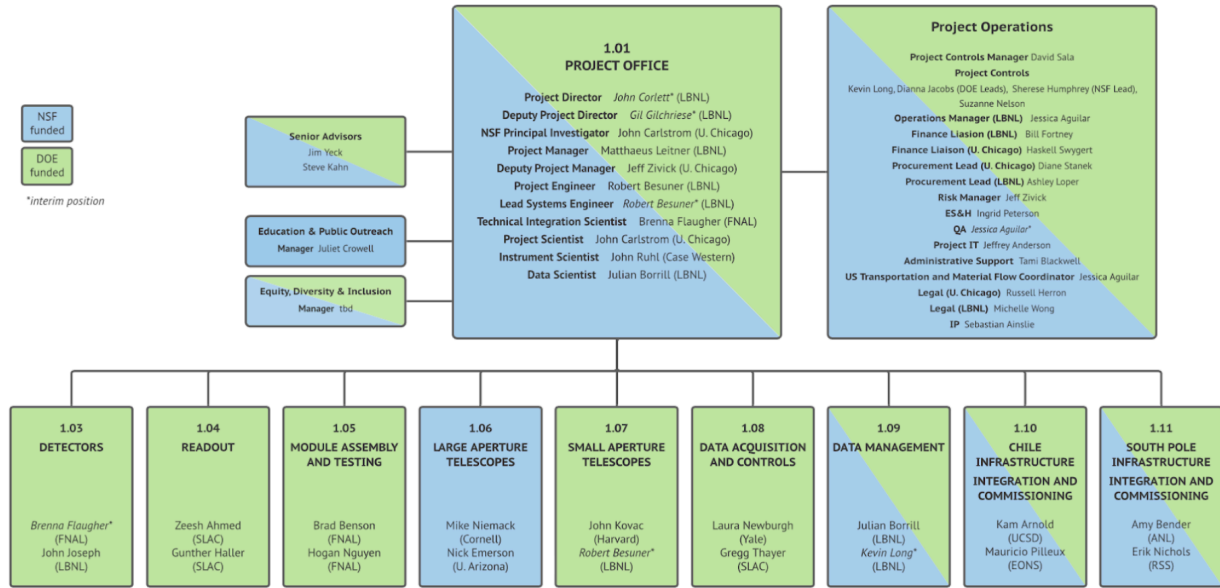 NSF
funded
DOE
funded
*interim position
Senior Advisors
Jim Yeck
Steve Kahn
Education & Public Outreach
Manager Juliet Crowell
Equity, Diversity & Inclusion
Manager tbd
1.01
PROJECT OFFICE
Project Director John Corlett* (LBNL)
Deputy Project Director Gil Gilchriese* (LBNL)
NSF Principal Investigator John Carlstrom (U. Chicago)
Project Manager Matthaeus Leitner (LBNL)
Deputy Project Manager Jeff Zivick (U. Chicago)
Project Engineer Robert Besuner (LBNL)
Lead Systems Engineer Robert Besuner* (LBNL)
Technical Integration Scientist Brenna Flaugher (FNAL)
Project Scientist John Carlstrom (U. Chicago)
Instrument Scientist John Ruhl (Case Western)
Data Scientist Julian Borrill (LBNL)
Project Operations
Project Controls Manager David Sala
Project Controls
Kevin Long, Dianna Jacobs (DOE Leads), Sherese Humphrey (NSF Lead),
Suzanne Nelson
Operations Manager (LBNL) Jessica Aguilar
Finance Liasion (LBNL) Bill Fortney
Finance Liaison (U. Chicago) Haskell Swygert
Procurement Lead (U. Chicago) Diane Stanek
Procurement Lead (LBNL) Ashley Loper
Risk Manager Jeff Zivick
ES&H Ingrid Peterson
QA Jessica Aguilar*
Project IT Jeffrey Anderson
Administrative Support Tami Blackwell
US Transportation and Material Flow Coordinator Jessica Aguilar
Legal (U. Chicago) Russell Herron
Legal (LBNL) Michelle Wong
IP Sebastian Ainslie
1.03
DETECTORS
Brenna Flaugher*
(FNAL)
John Joseph
(LBNL)
1.04
READOUT
Zeesh Ahmed
(SLAC)
Gunther Haller
(SLAC)
1.05
MODULE ASSEMBLY
AND TESTING
Brad Benson
(FNAL)
Hogan Nguyen
(FNAL)
1.06
LARGE APERTURE
TELESCOPES
Mike Niemack
(Cornell)
Nick Emerson
(U. Arizona)
1.07
SMALL APERTURE
TELESCOPES
John Kovac
(Harvard)
Robert Besuner*
(LBNL)
1.08
DATA ACQUISITION
AND CONTROLS
Laura Newburgh
(Yale)
Gregg Thayer
(SLAC)
1.09
DATA MANAGEMENT
Julian Borrill
(LBNL)
Kevin Long*
(LBNL)
1.10
CHILE
INFRASTRUCTURE
INTEGRATION AND
COMMISSIONING
Kam Arnold
(UCSD)
Mauricio Pilleux
(EONS)
1.11
SOUTH POLE
INFRASTRUCTURE
INTEGRATION AND
COMMISSIONING
Amy Bender
(ANL)
Erik Nichols
(RSS)